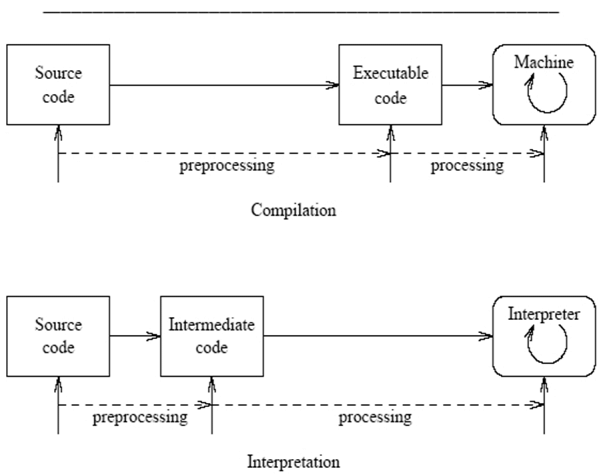 Source
code
Executable
code
Machine
preprocessing
processing
Compilation
Source
code
Intermediate
code
Interpreter
preprocessing
processing
Interpretation